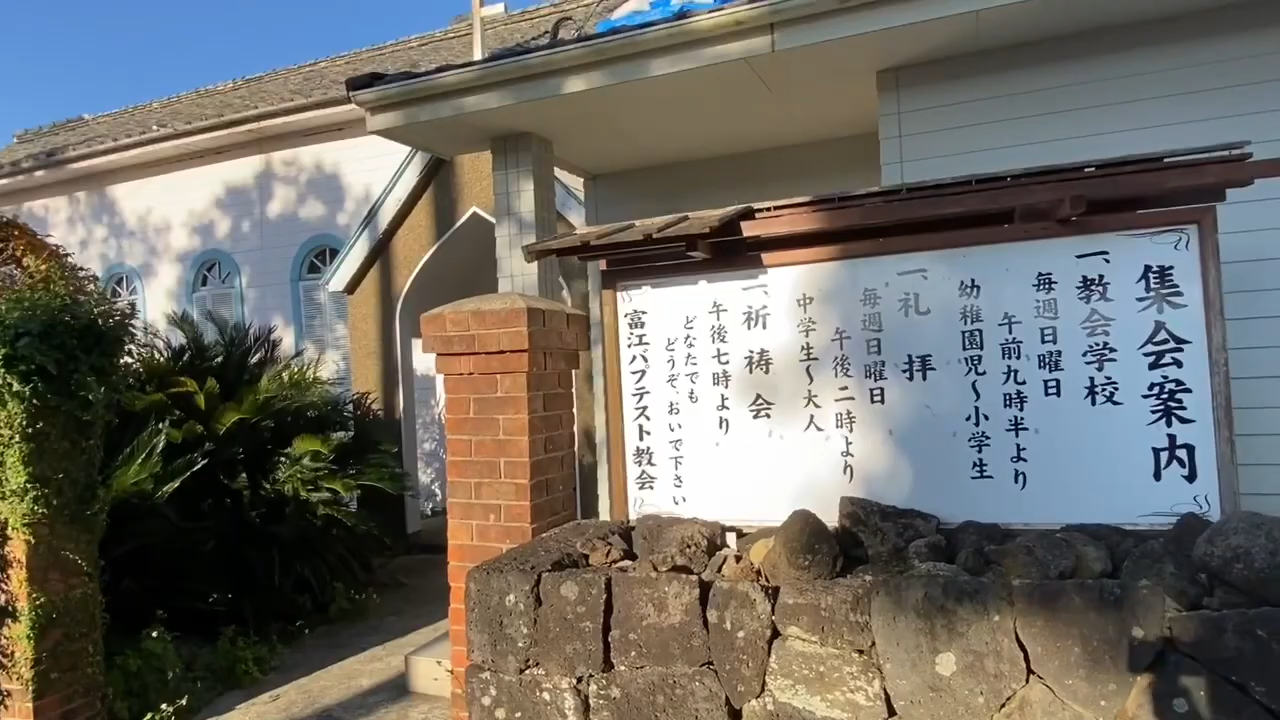 集会案内
一、教会学校
毎週日曜日
午前九時半より
幼稚園児〜小学生
一、礼拝
毎週日曜日
午後二時より
中学生〜大人
一、祈祷会
午後七時より
どなたでも
どうぞ、おいで下さい
富江バプテスト教会